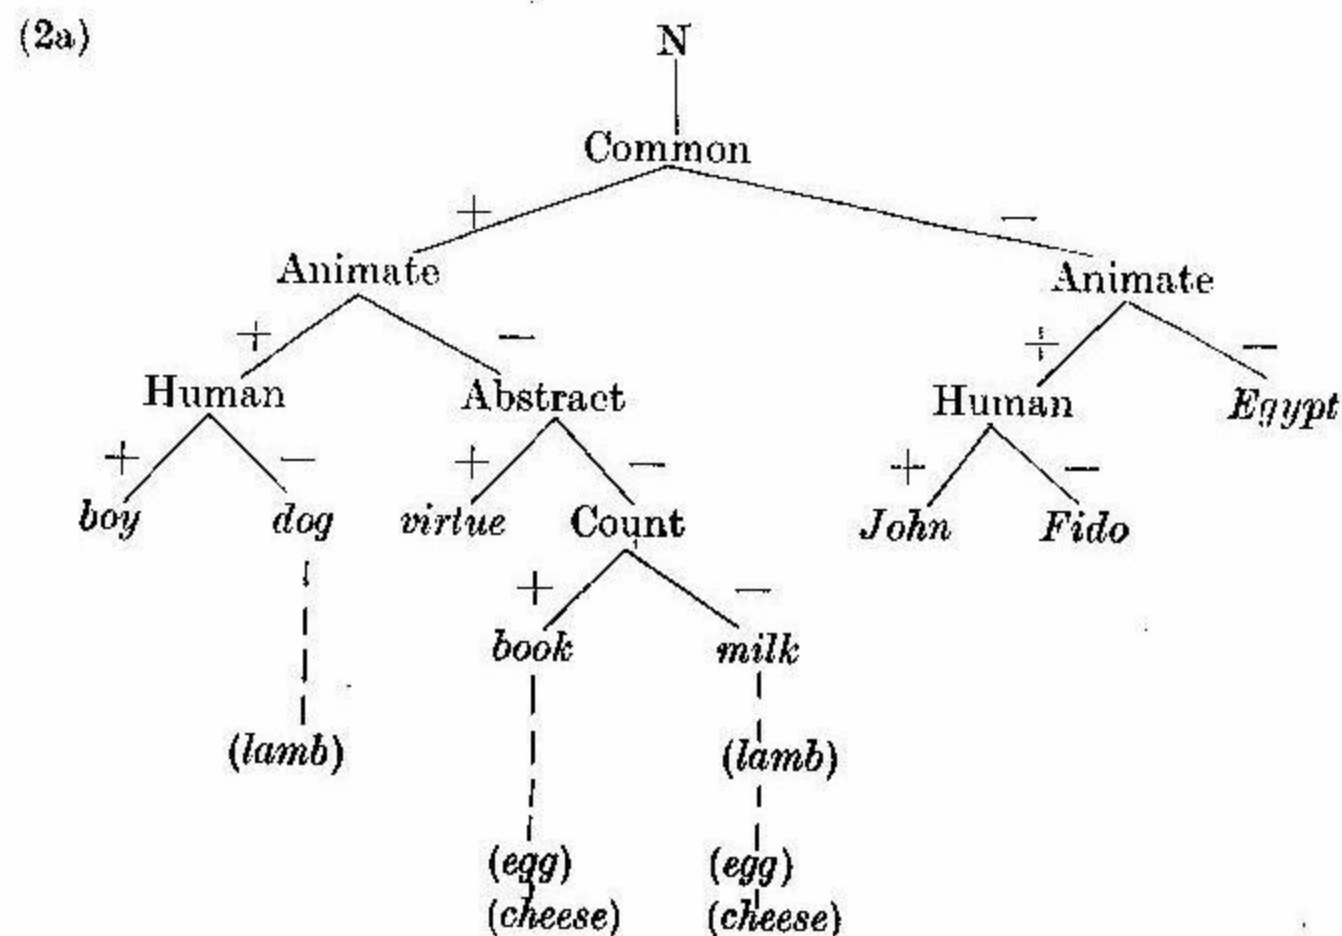 (2a)
N
Common
+ −
Animate Animate
+ − + −
Human Abstract Human Egypt
+ − + − + −
boy dog virtue Count John Fido
+ −
book milk
(lamb) (lamb)
(egg) (egg)
(cheese) (cheese)